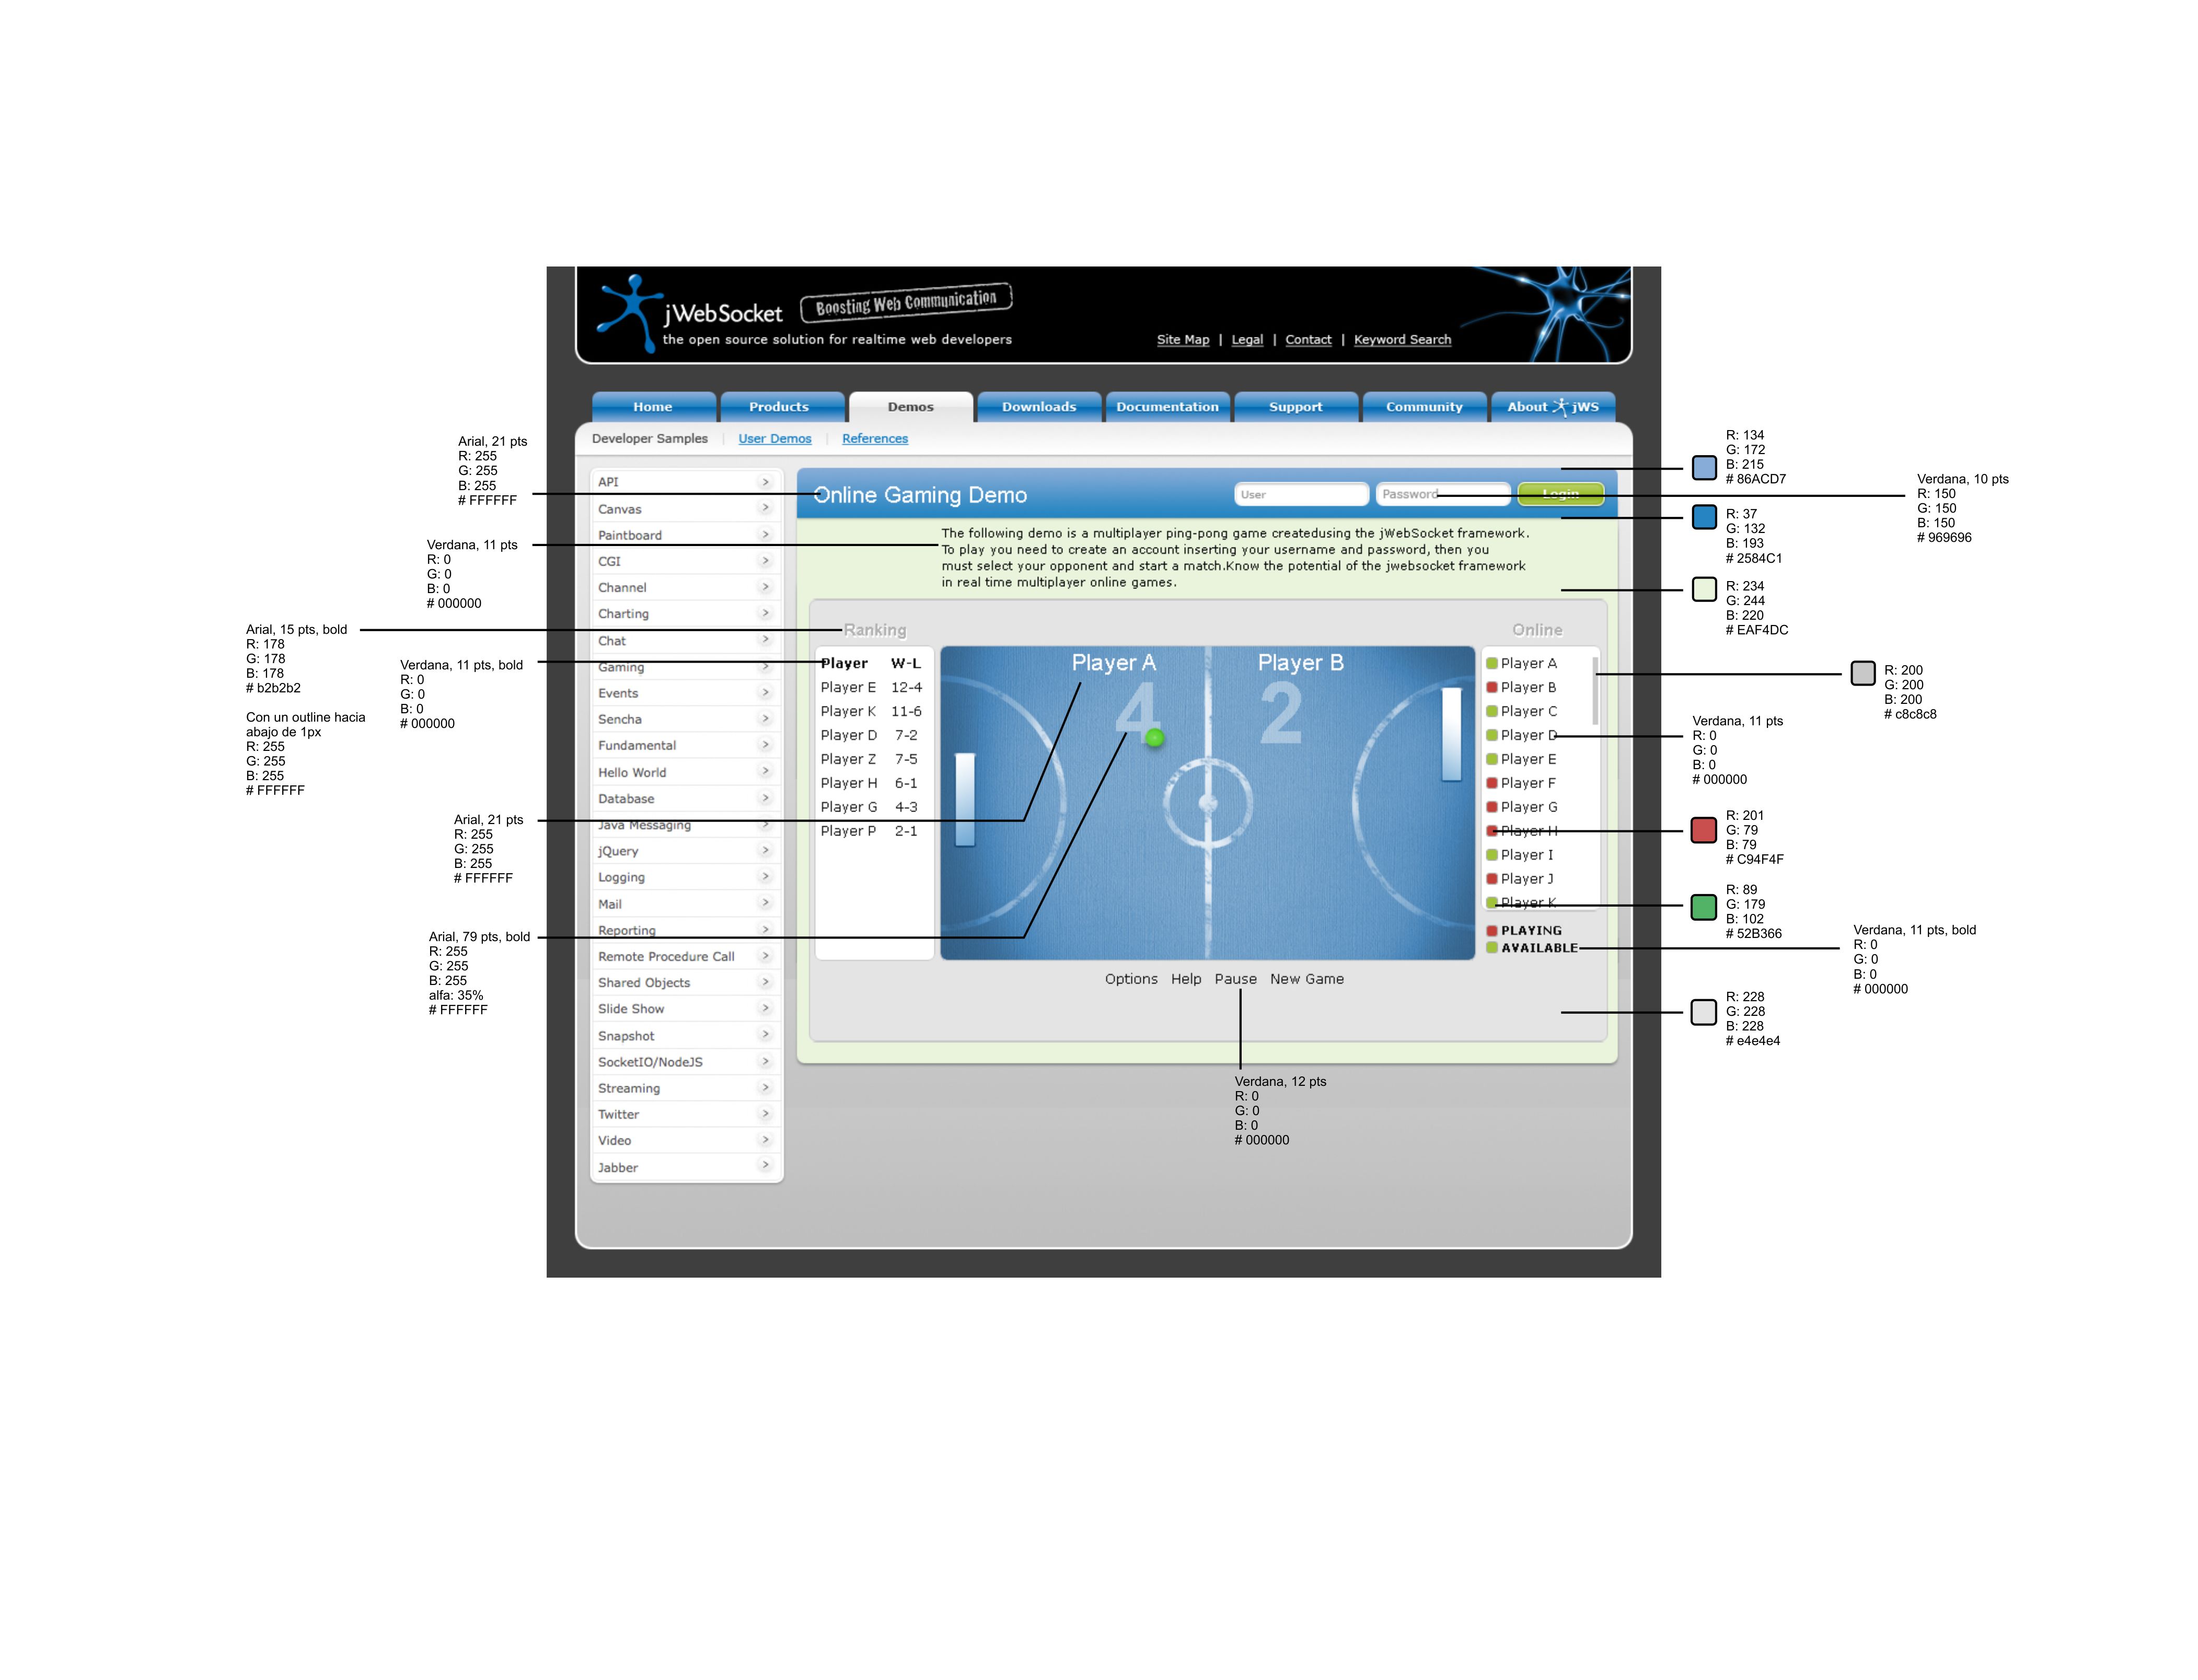 Boosting Web Communication
jWebSocket
the open source solution for realtime web developers
Site Map | Legal | Contact | Keyword Search
Home
Products
Demos
Downloads
Documentation
Support
Community
About jWS
Developer Samples
User Demos
References
API
Canvas
Paintboard
CGI
Channel
Charting
Chat
Gaming
Events
Sencha
Fundamental
Hello World
Database
Java Messaging
jQuery
Logging
Mail
Reporting
Remote Procedure Call
Shared Objects
Slide Show
Snapshot
SocketIO/NodeJS
Streaming
Twitter
Video
Jabber
Online Gaming Demo
User
Password
Login
The following demo is a multiplayer ping-pong game createdusing the jWebSocket framework.
To play you need to create an account inserting your username and password, then you
must select your opponent and start a match.Know the potential of the jwebsocket framework
in real time multiplayer online games.
Ranking
Player W-L
Player E 12-4
Player K 11-6
Player D 7-2
Player Z 7-5
Player H 6-1
Player G 4-3
Player P 2-1
Player A
Player B
4
2
Online
Player A
Player B
Player C
Player D
Player E
Player F
Player G
Player H
Player I
Player J
Player K
PLAYING
AVAILABLE
Options Help Pause New Game
Arial, 21 pts
R: 255
G: 255
B: 255
# FFFFFF
Verdana, 11 pts
R: 0
G: 0
B: 0
# 000000
Arial, 15 pts, bold
R: 178
G: 178
B: 178
# b2b2b2
Con un outline hacia
abajo de 1px
R: 255
G: 255
B: 255
# FFFFFF
Verdana, 11 pts, bold
R: 0
G: 0
B: 0
# 000000
Arial, 21 pts
R: 255
G: 255
B: 255
# FFFFFF
Arial, 79 pts, bold
R: 255
G: 255
B: 255
alfa: 35%
# FFFFFF
Verdana, 12 pts
R: 0
G: 0
B: 0
# 000000
R: 134
G: 172
B: 215
# 86ACD7
Verdana, 10 pts
R: 150
G: 150
B: 150
# 969696
R: 37
G: 132
B: 193
# 2584C1
R: 234
G: 244
B: 220
# EAF4DC
R: 200
G: 200
B: 200
# c8c8c8
Verdana, 11 pts
R: 0
G: 0
B: 0
# 000000
R: 201
G: 79
B: 79
# C94F4F
R: 89
G: 179
B: 102
# 52B366
Verdana, 11 pts, bold
R: 0
G: 0
B: 0
# 000000
R: 228
G: 228
B: 228
# e4e4e4